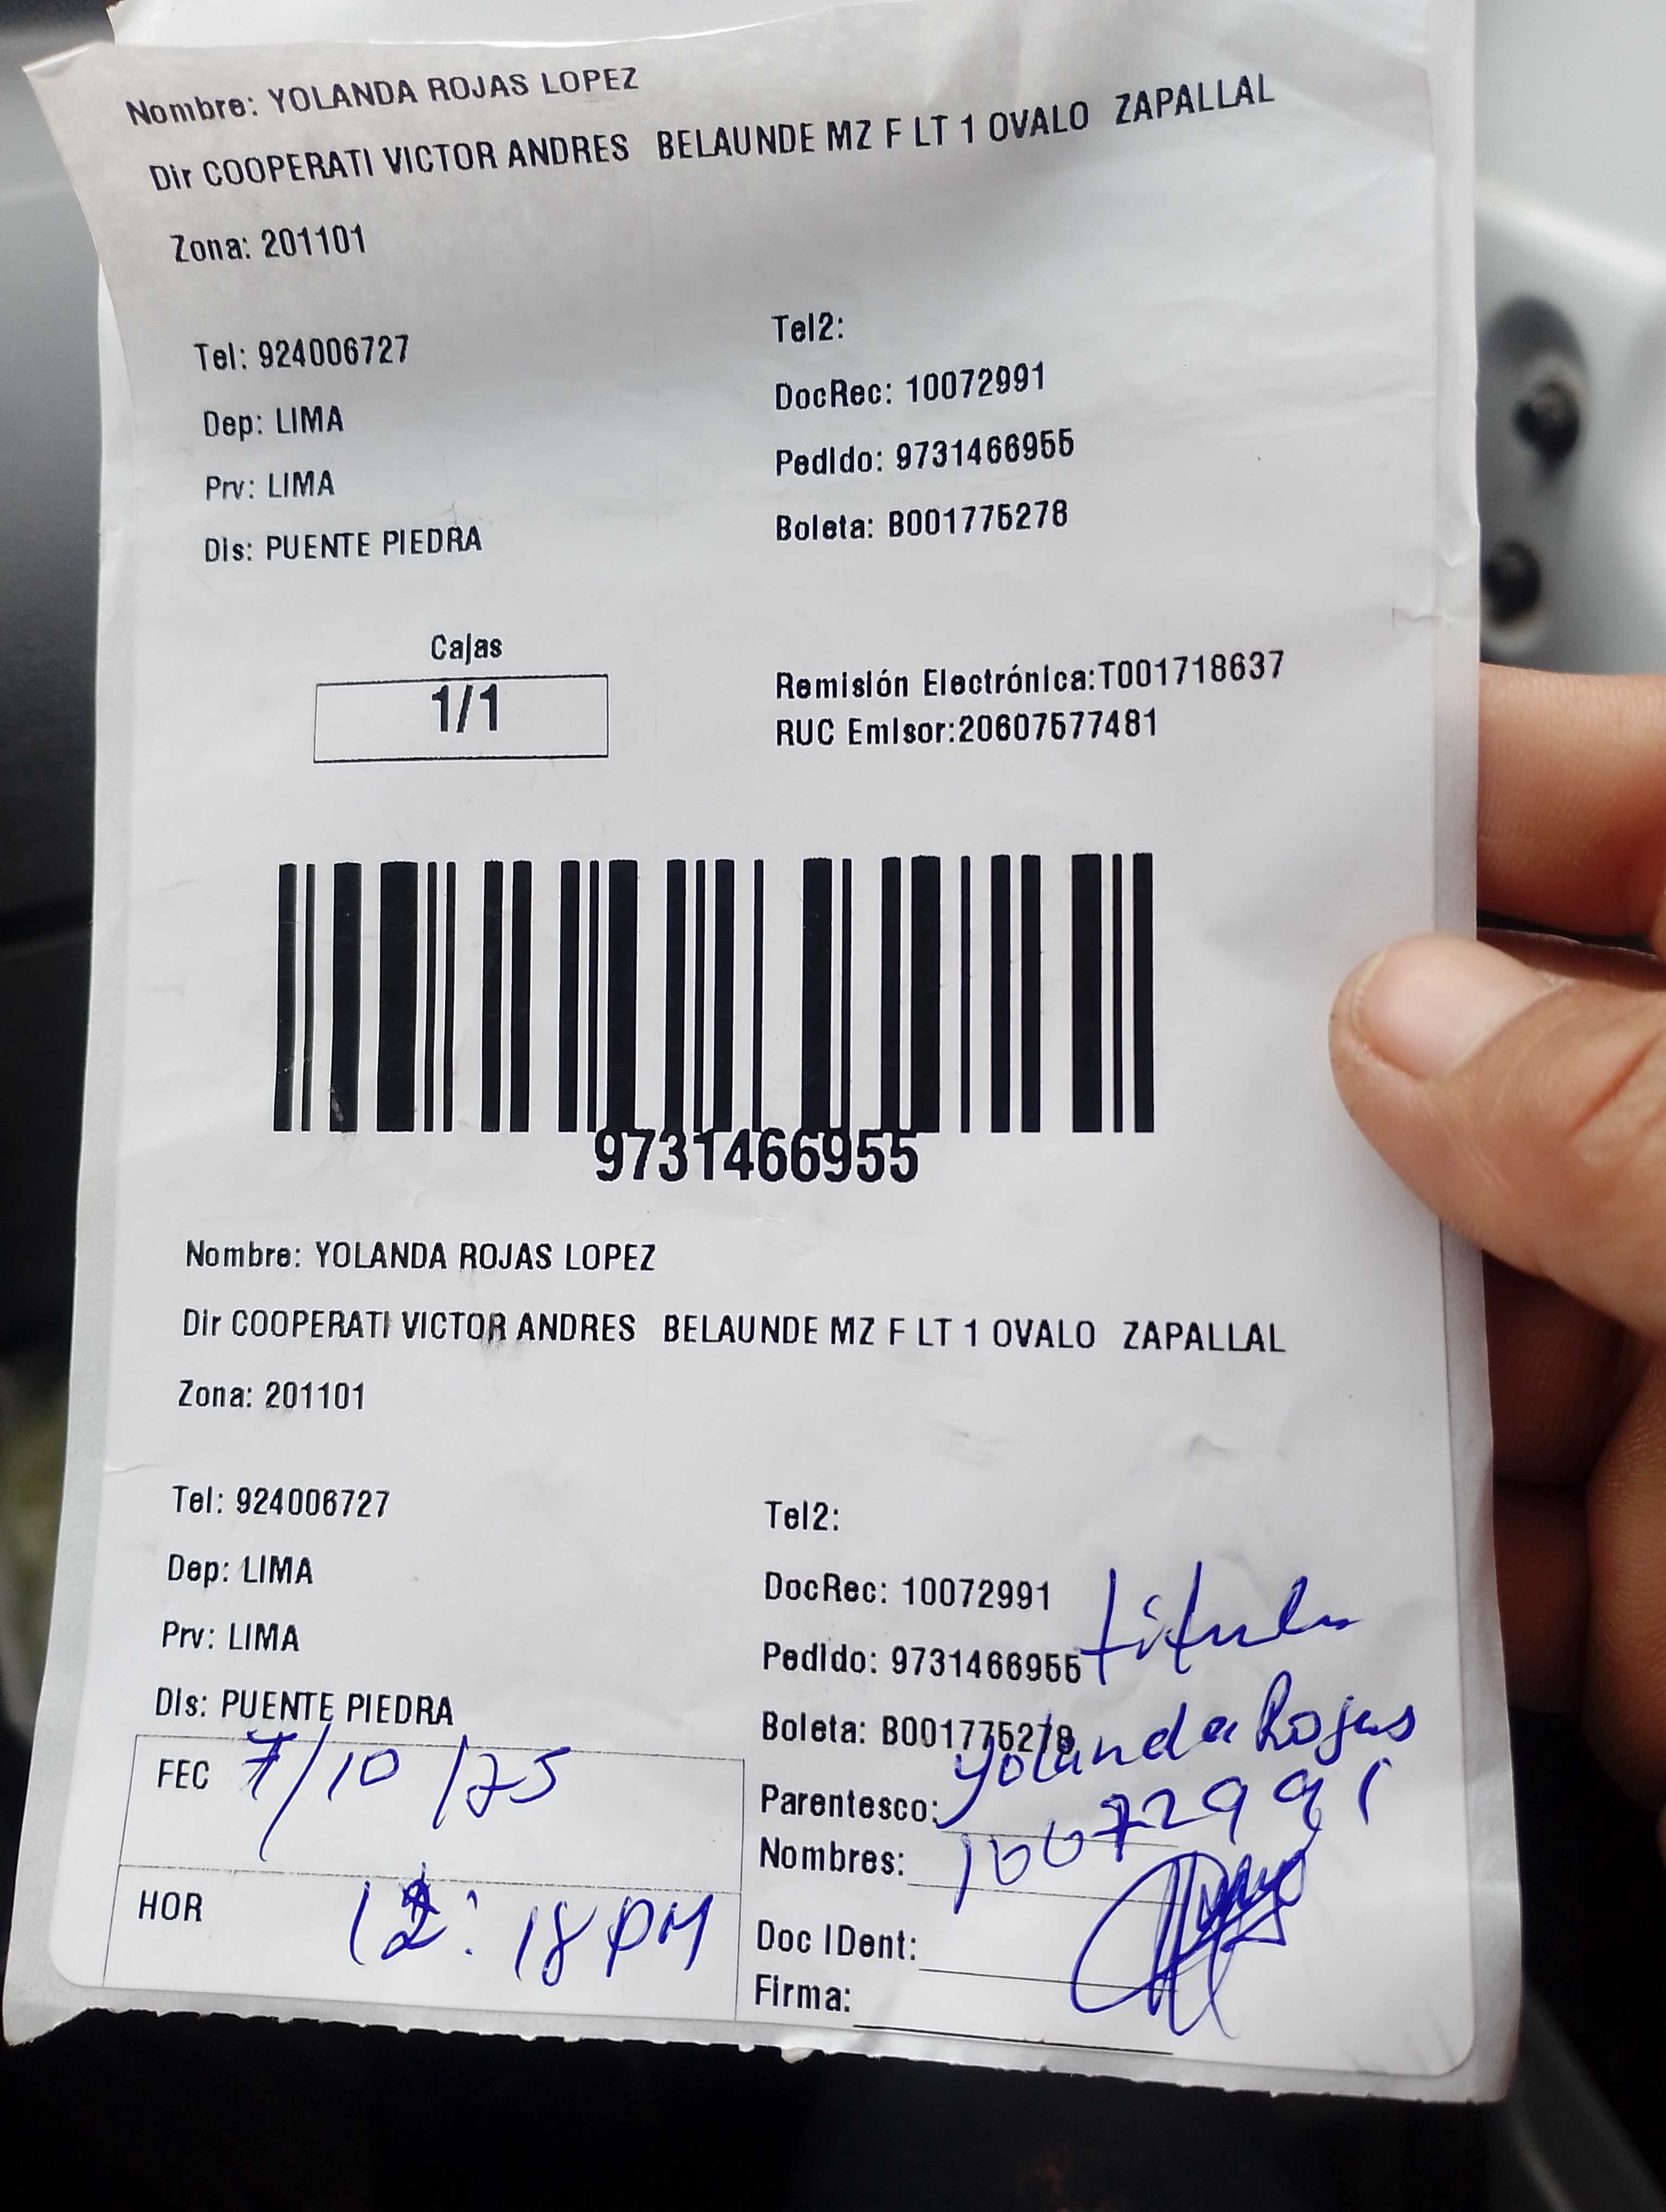 Nombre: YOLANDA ROJAS LOPEZ
Dir COOPERATI VICTOR ANDRES BELAUNDE MZ F LT 1 OVALO ZAPALLAL
Zona: 201101
Tel: 924006727
Tel2:
Dep: LIMA
DocRec: 10072991
Prv: LIMA
Pedido: 9731466955
Dis: PUENTE PIEDRA
Boleta: B001775278
Cajas
1/1
Remisión Electrónica:T001718637
RUC Emisor:20607577481
9731466955
Nombre: YOLANDA ROJAS LOPEZ
Dir COOPERATI VICTOR ANDRES BELAUNDE MZ F LT 1 OVALO ZAPALLAL
Zona: 201101
Tel: 924006727
Tel2:
Dep: LIMA
DocRec: 10072991
Prv: LIMA
Pedido: 9731466955
Dis: PUENTE PIEDRA
Boleta: B001775278
FEC 7/10/25
Parentesco: Yolanda Rojas
Nombres: 10072991
HOR 12:18 PM
Doc IDent:
Firma: